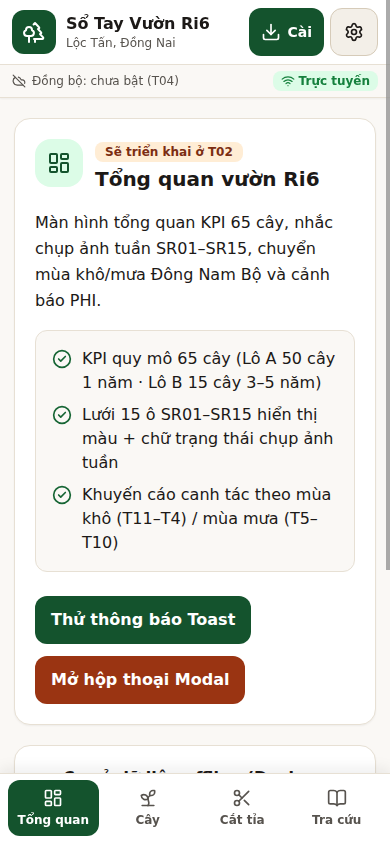 Sổ Tay Vườn Ri6
Lộc Tấn, Đồng Nai
Cài
Đồng bộ: chưa bật (T04)
Trực tuyến
Sẽ triển khai ở T02
Tổng quan vườn Ri6
Màn hình tổng quan KPI 65 cây, nhắc
chụp ảnh tuần SR01–SR15, chuyển
mùa khô/mưa Đông Nam Bộ và cảnh
báo PHI.
KPI quy mô 65 cây (Lô A 50 cây
1 năm · Lô B 15 cây 3–5 năm)
Lưới 15 ô SR01–SR15 hiển thị
màu + chữ trạng thái chụp ảnh
tuần
Khuyến cáo canh tác theo mùa
khô (T11–T4) / mùa mưa (T5–
T10)
Thử thông báo Toast
Mở hộp thoại Modal
Tổng quan
Cây
Cắt tỉa
Tra cứu